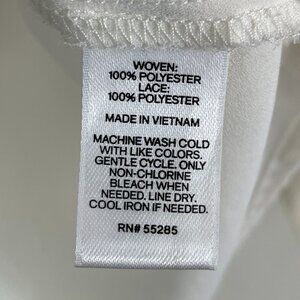 WOVEN:
100% POLYESTER
LACE:
100% POLYESTER
MADE IN VIETNAM
MACHINE WASH COLD
WITH LIKE COLORS.
GENTLE CYCLE. ONLY
NON-CHLORINE
BLEACH WHEN
NEEDED. LINE DRY.
COOL IRON IF NEEDED.
RN# 55285